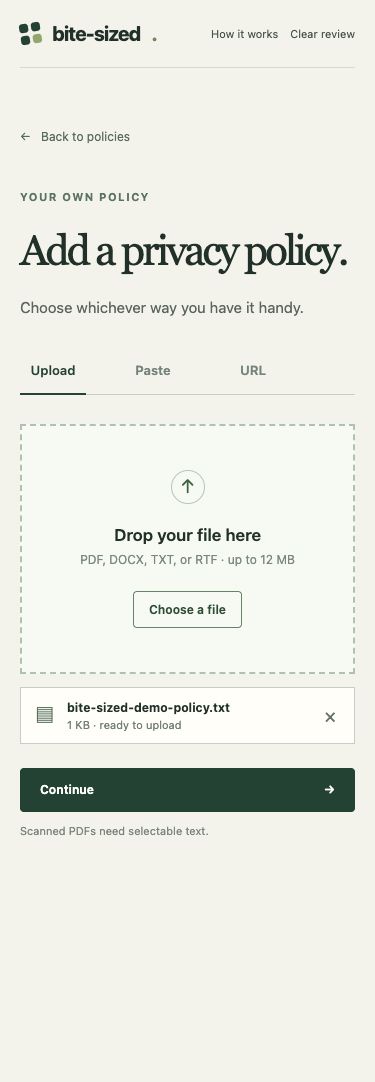 bite-sized.
How it works Clear review
← Back to policies
YOUR OWN POLICY
Add a privacy policy.
Choose whichever way you have it handy.
Upload Paste URL
Drop your file here
PDF, DOCX, TXT, or RTF · up to 12 MB
Choose a file
bite-sized-demo-policy.txt
1 KB · ready to upload
Continue →
Scanned PDFs need selectable text.